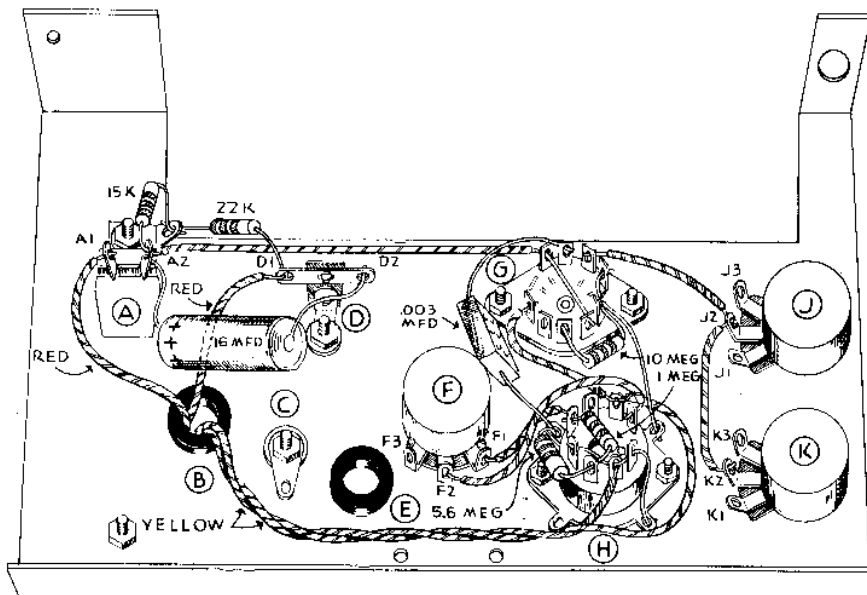 15K
22K
A1
A2
D1
D2
G
J3
J
RED
A
D
.003
MFD
J2
16 MFD
10 MEG
1 MEG
J1
RED
F
C
F3
F1
K3
K
B
F2
K2
E
5.6 MEG
K1
YELLOW
H
+
+
+